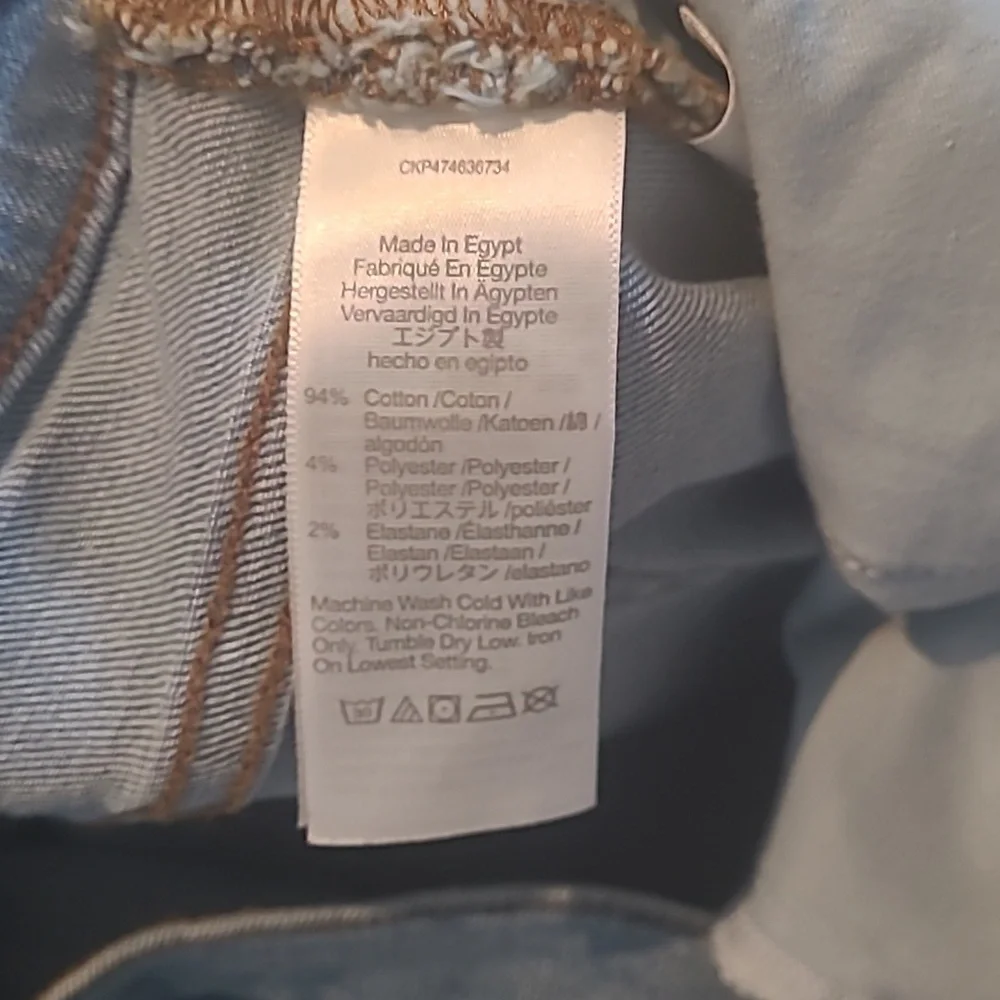 CKP474636734
Made In Egypt
Fabriqué En Egypte
Hergestellt In Ägypten
Vervaardigd In Egypte
エジプト製
hecho en egipto
94% Cotton /Coton /
Baumwolle /Katoen /綿 /
algodón
4% Polyester /Polyester /
Polyester /Polyester /
ポリエステル /poliéster
2% Elastane /Élasthanne /
Elastan /Elastaan /
ポリウレタン /elastano
Machine Wash Cold With Like
Colors. Non-Chlorine Bleach
Only. Tumble Dry Low. Iron
On Lowest Setting.
30